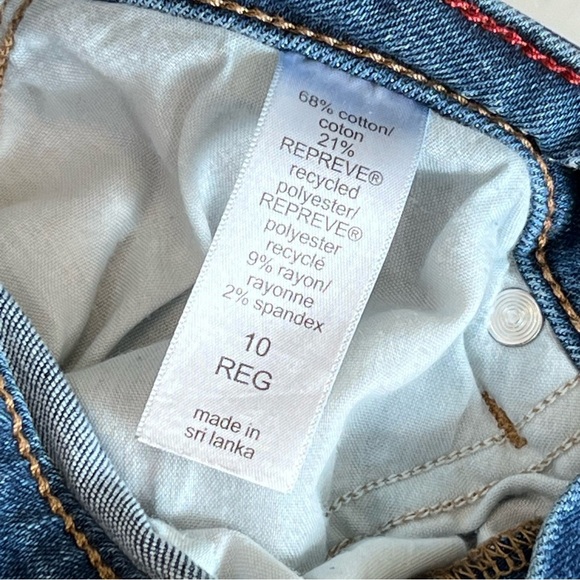 68% cotton/
coton
21%
REPREVE®
recycled
polyester/
REPREVE®
polyester
recyclé
9% rayon/
rayonne
2% spandex
10
REG
made in
sri lanka